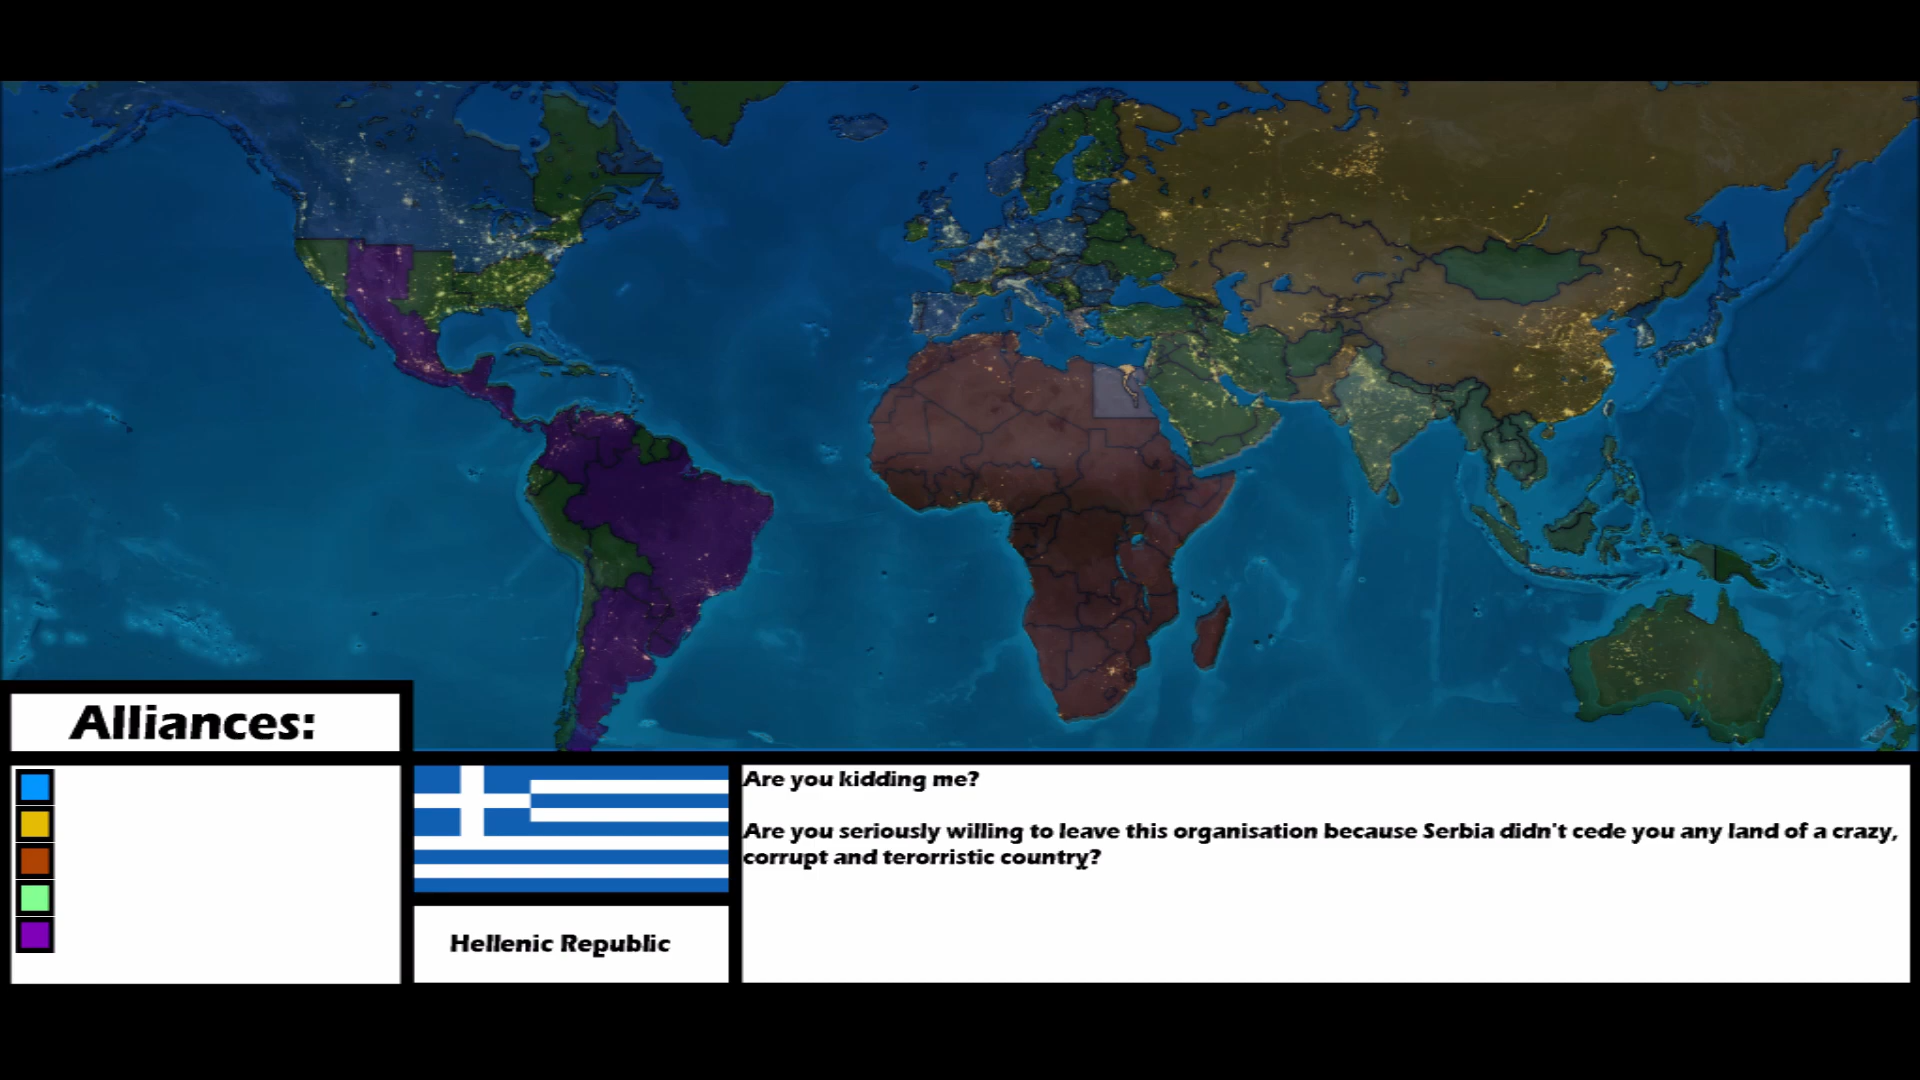 Alliances:
Are you kidding me?
Are you seriously willing to leave this organisation because Serbia didn't cede you any land of a crazy,
corrupt and terorristic country?
Hellenic Republic